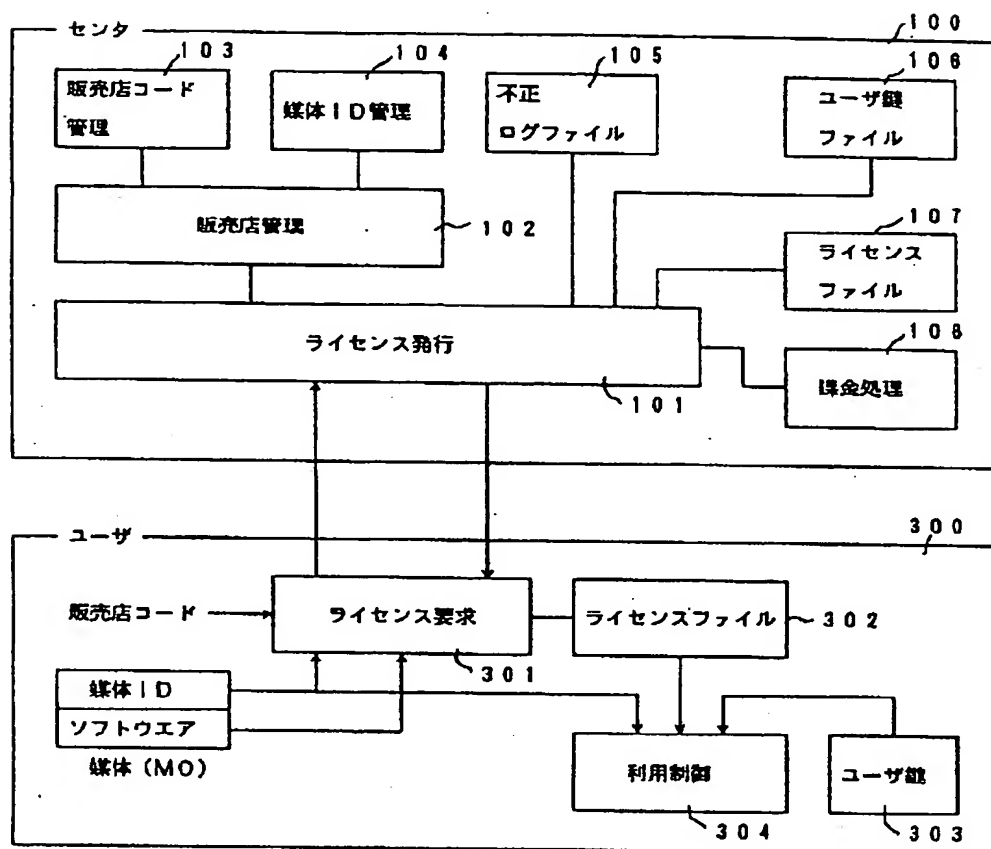 センタ
100
103
104
105
106
販売店コード
管理
媒体ID管理
不正
ログファイル
ユーザ鍵
ファイル
販売店管理
102
107
ライセンス
ファイル
ライセンス発行
101
108
課金処理
ユーザ
300
販売店コード
ライセンス要求
301
ライセンスファイル
302
媒体ID
ソフトウエア
媒体(MO)
利用制御
304
ユーザ鍵
303